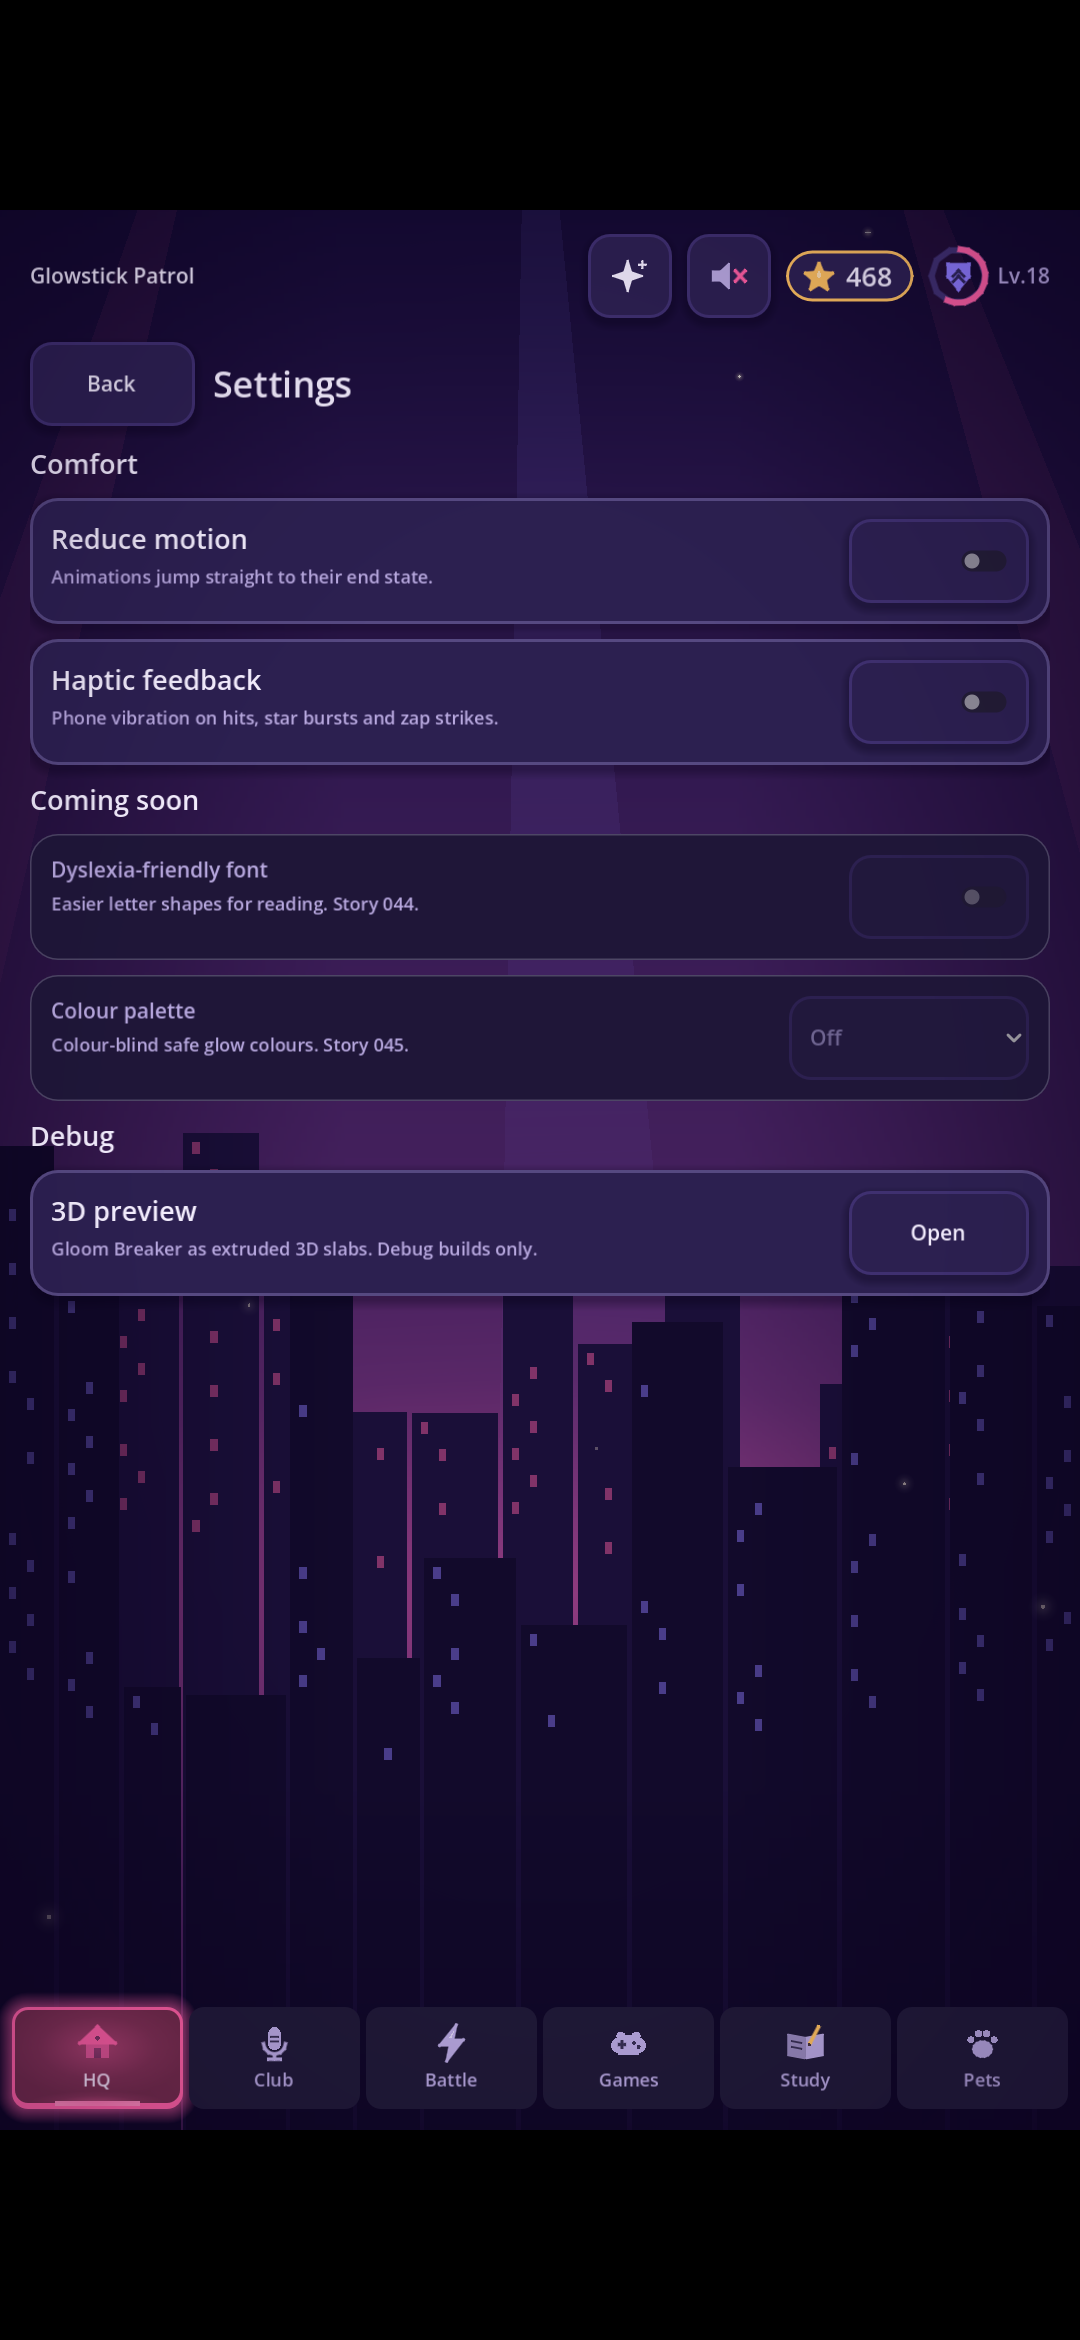 Glowstick Patrol
468
Lv.18
Back
Settings
Comfort
Reduce motion
Animations jump straight to their end state.
Haptic feedback
Phone vibration on hits, star bursts and zap strikes.
Coming soon
Dyslexia-friendly font
Easier letter shapes for reading. Story 044.
Colour palette
Colour-blind safe glow colours. Story 045.
Off
Debug
3D preview
Gloom Breaker as extruded 3D slabs. Debug builds only.
Open
HQ
Club
Battle
Games
Study
Pets